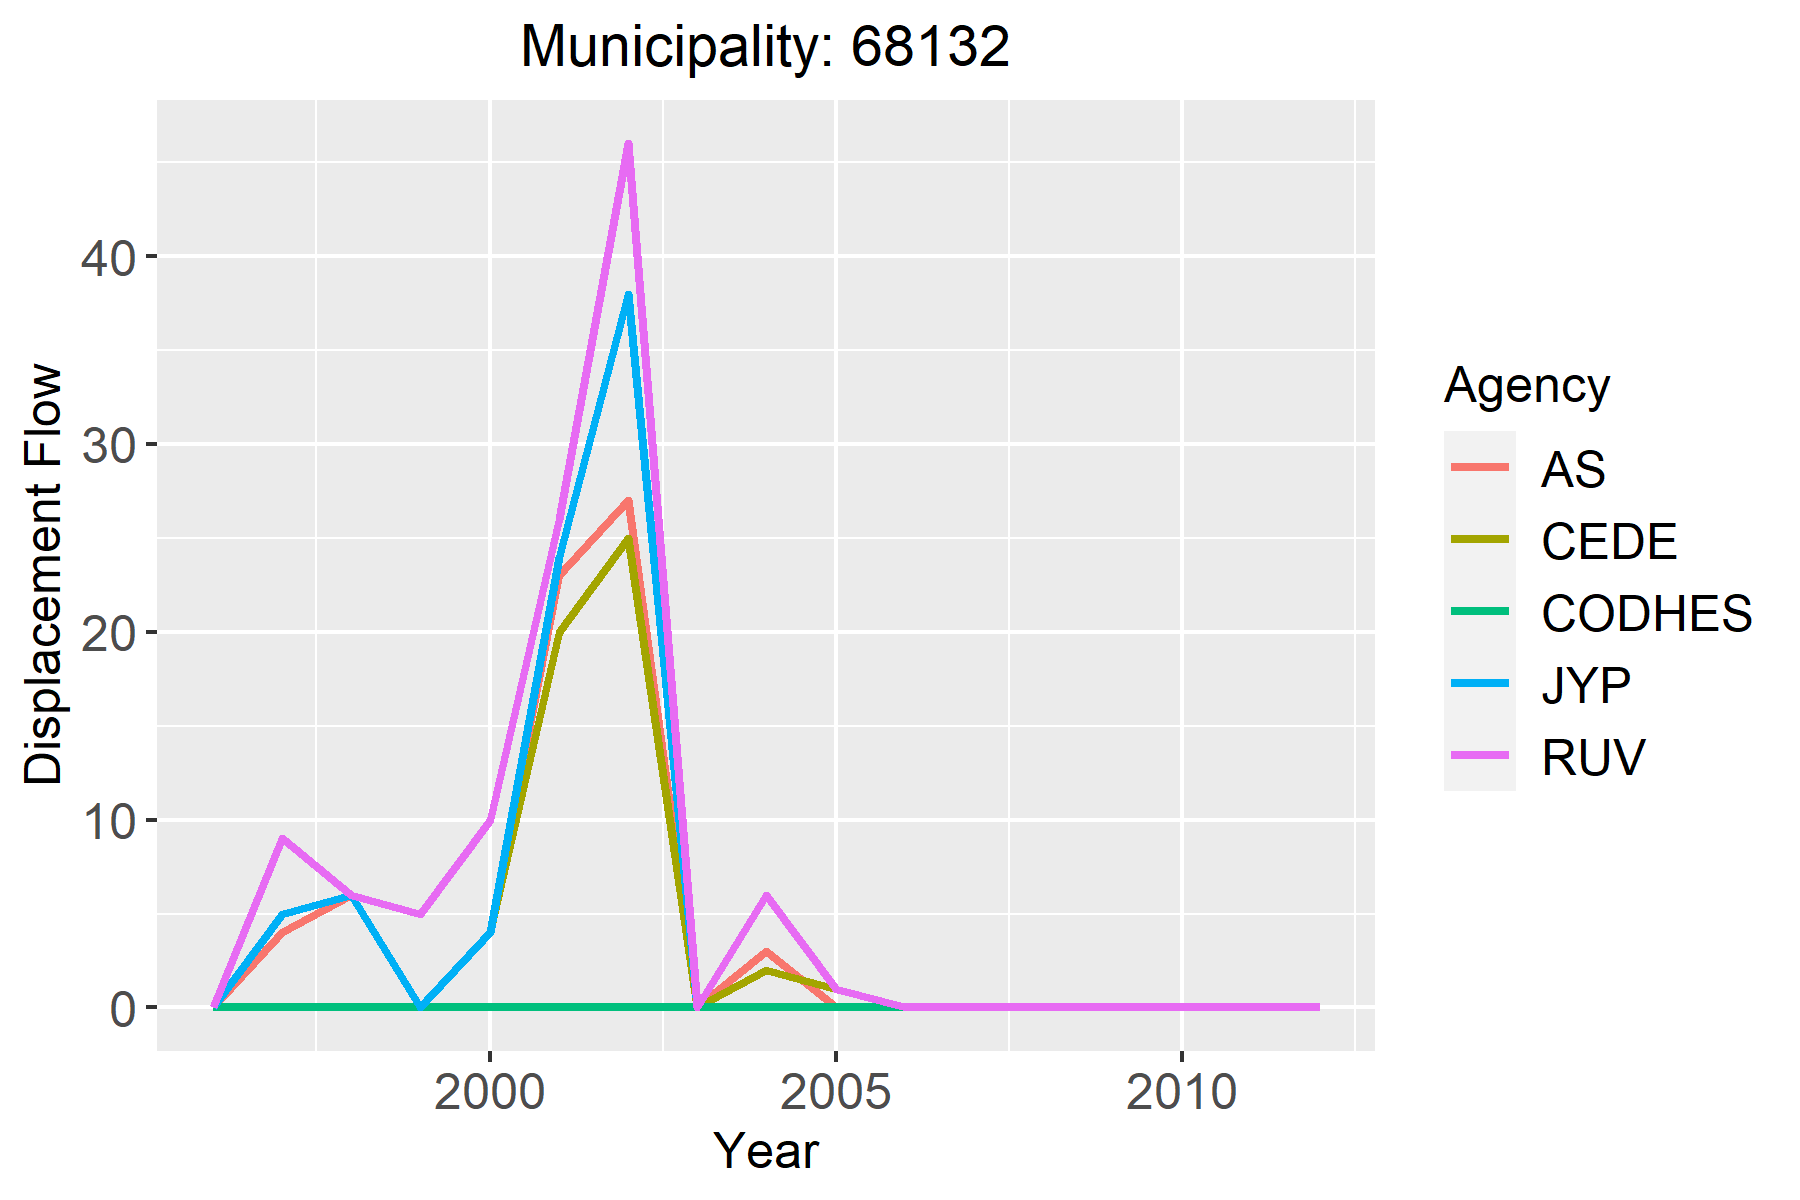 Municipality: 68132
Displacement Flow
40
30
20
10
0
2000
2005
2010
Year
Agency
AS
CEDE
CODHES
JYP
RUV